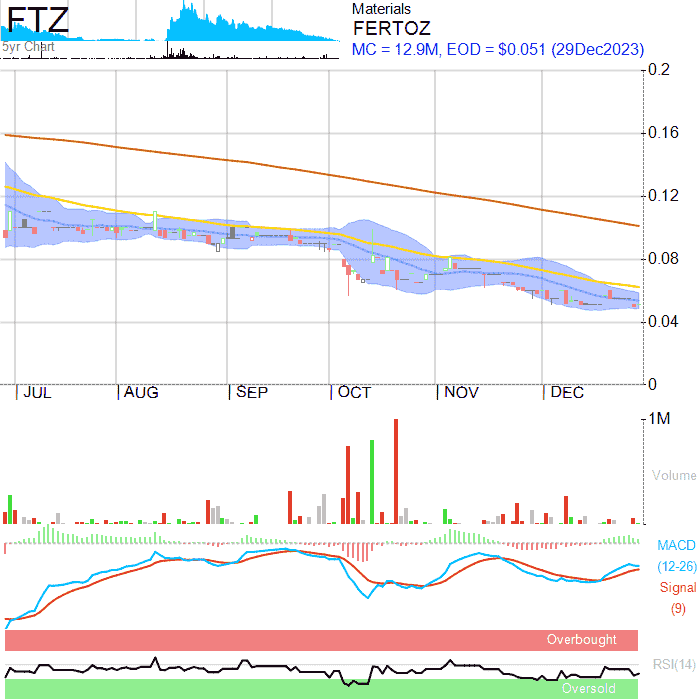 FTZ
5yr Chart
Materials
FERTOZ
MC = 12.9M, EOD = $0.051 (29Dec2023)
0.2
0.16
0.12
0.08
0.04
0
JUL AUG SEP OCT NOV DEC
1M
Volume
MACD
(12-26)
Signal
(9)
Overbought
RSI(14)
Oversold